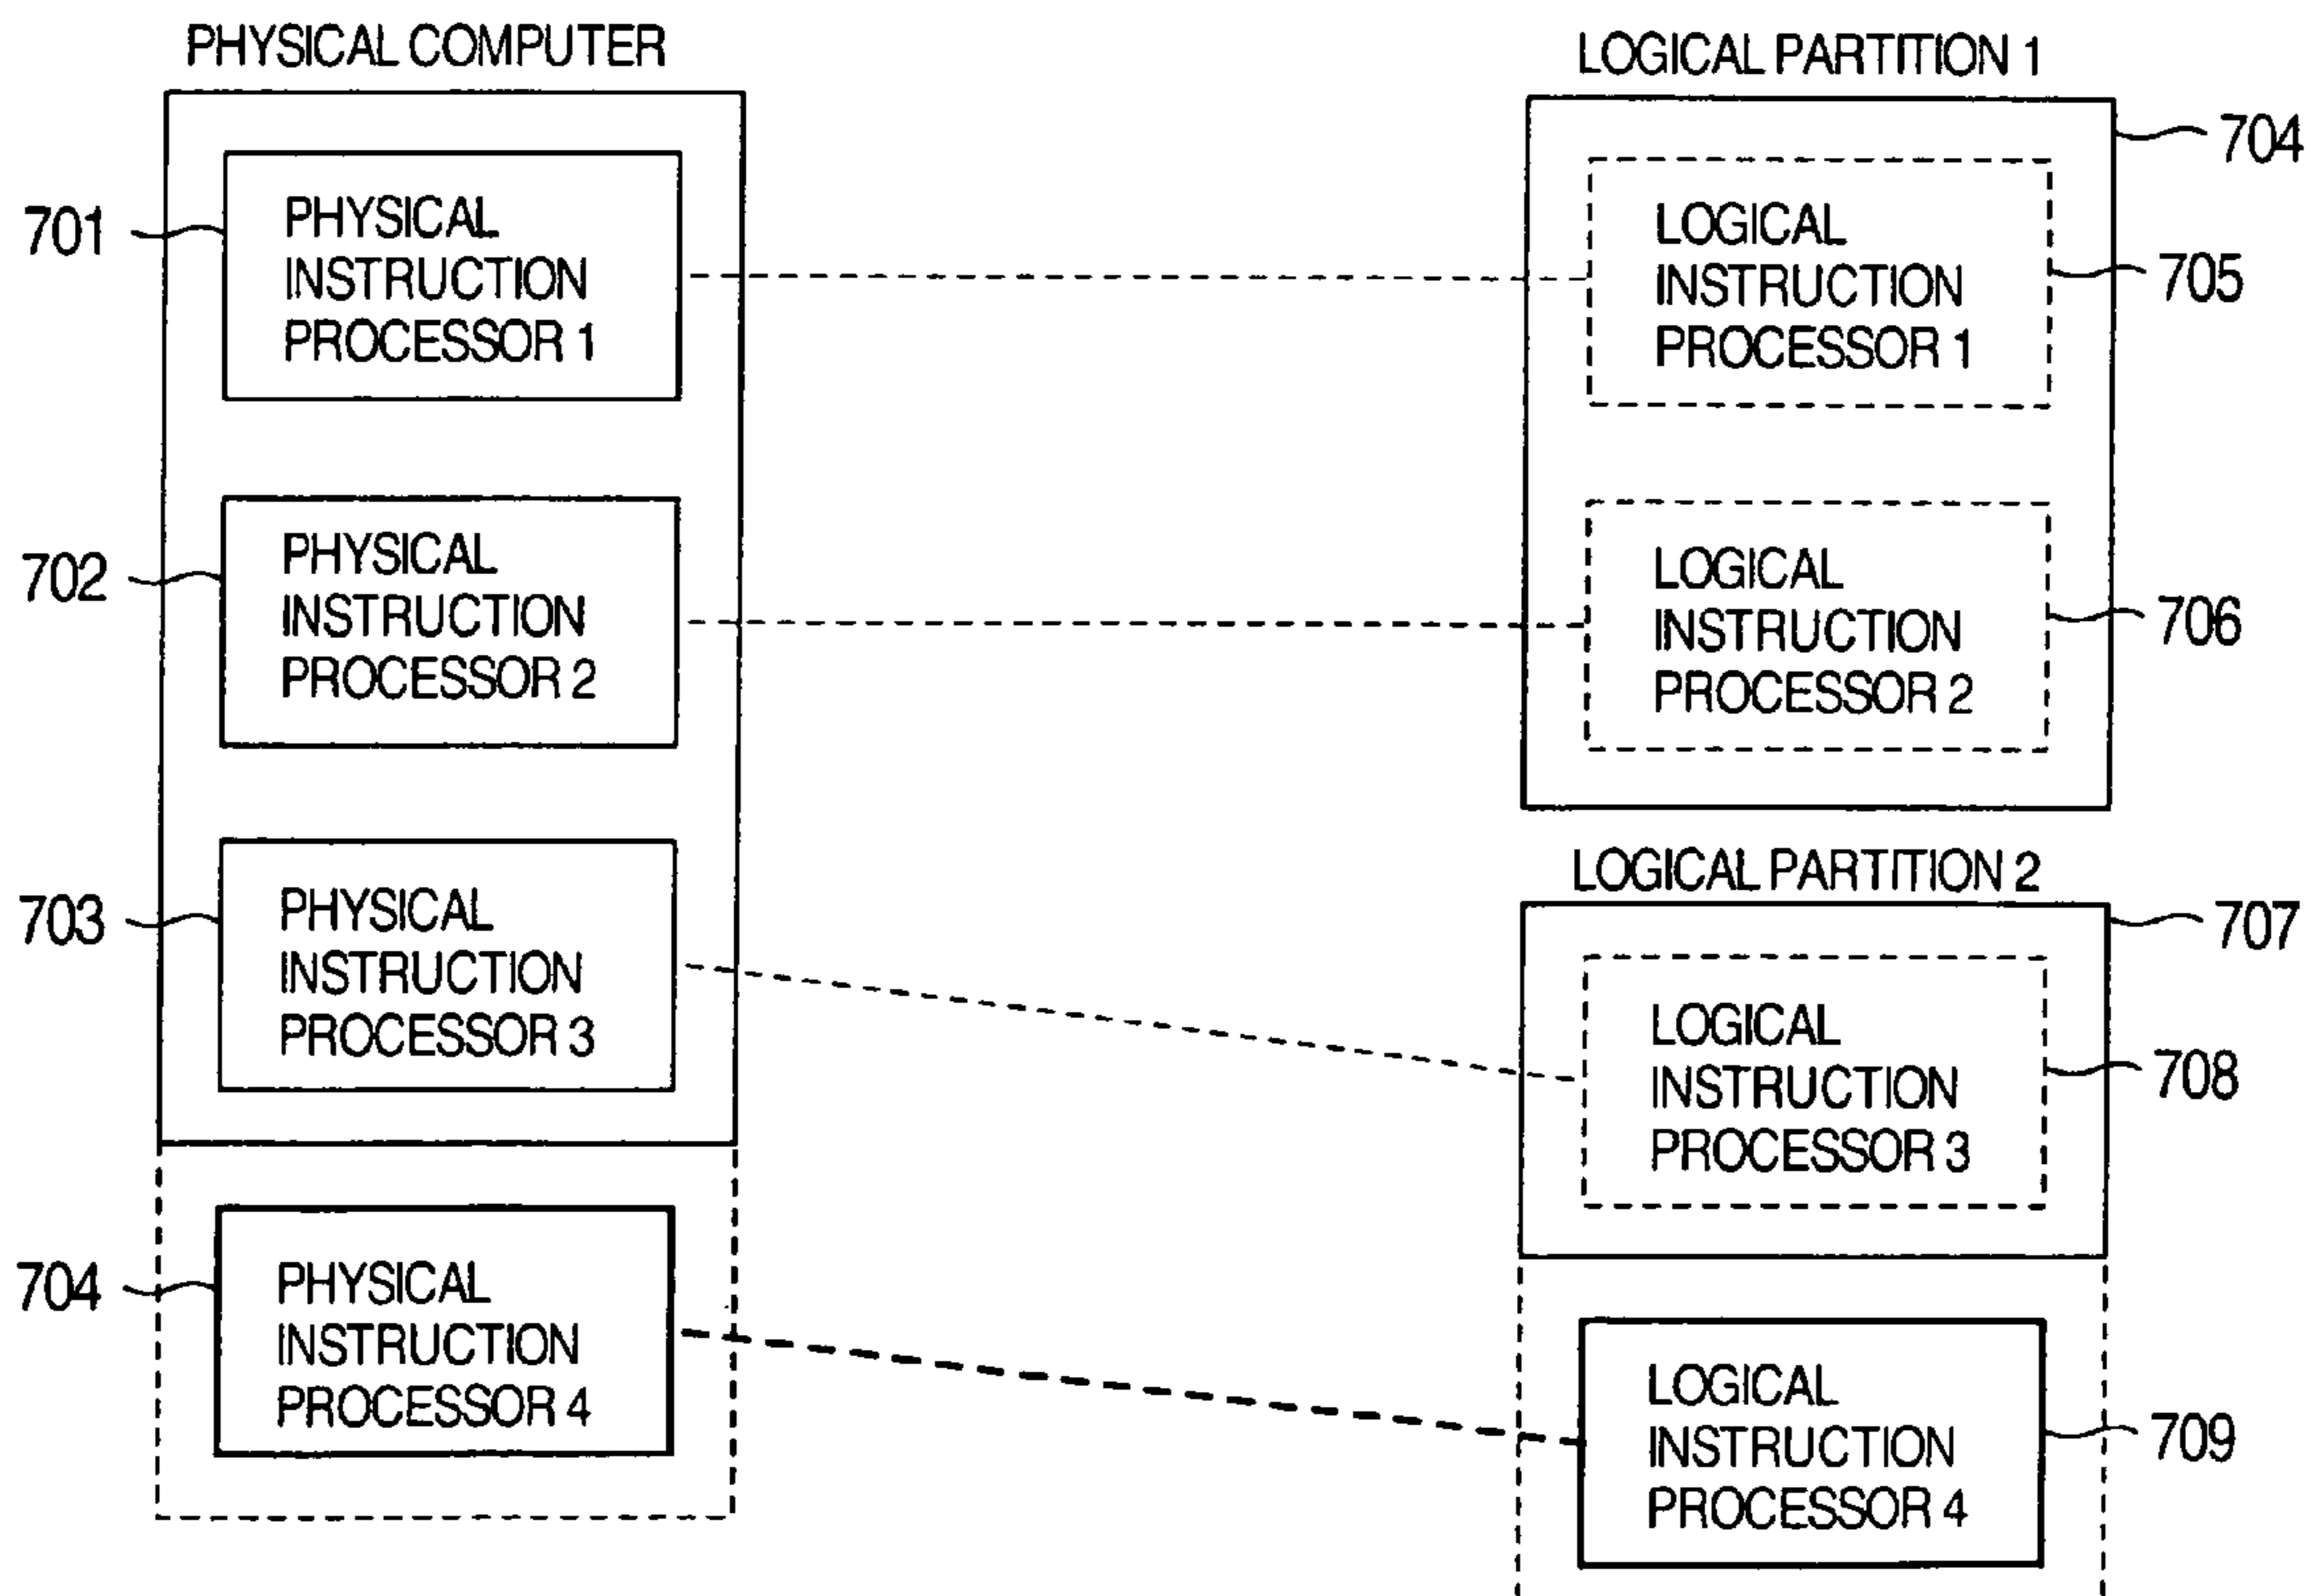 PHYSICAL COMPUTER
701
PHYSICAL
INSTRUCTION
PROCESSOR 1
702
PHYSICAL
INSTRUCTION
PROCESSOR 2
703
PHYSICAL
INSTRUCTION
PROCESSOR 3
704
PHYSICAL
INSTRUCTION
PROCESSOR 4
LOGICAL PARTITION 1
704
LOGICAL
INSTRUCTION
PROCESSOR 1
705
LOGICAL
INSTRUCTION
PROCESSOR 2
706
LOGICAL PARTITION 2
707
LOGICAL
INSTRUCTION
PROCESSOR 3
708
LOGICAL
INSTRUCTION
PROCESSOR 4
709